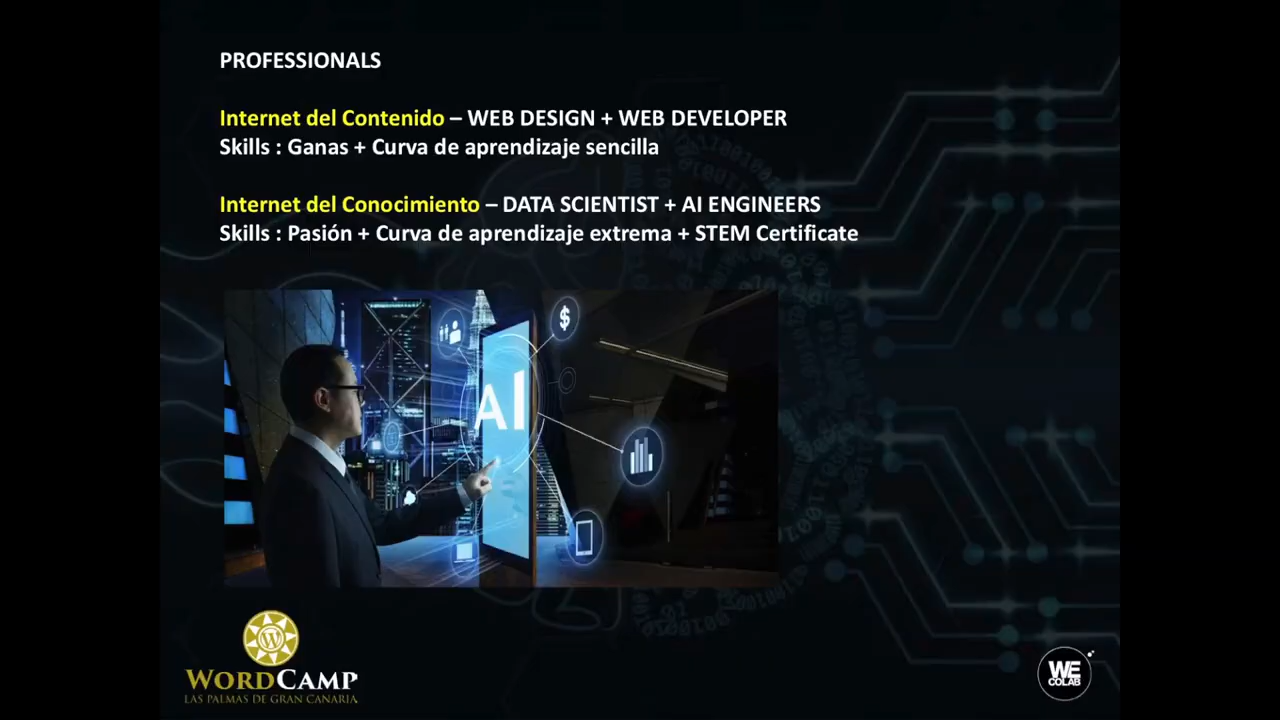 PROFESSIONALS
Internet del Contenido – WEB DESIGN + WEB DEVELOPER
Skills : Ganas + Curva de aprendizaje sencilla
Internet del Conocimiento – DATA SCIENTIST + AI ENGINEERS
Skills : Pasión + Curva de aprendizaje extrema + STEM Certificate
$
AI
WORDCAMP
LAS PALMAS DE GRAN CANARIA
WE
COLAB